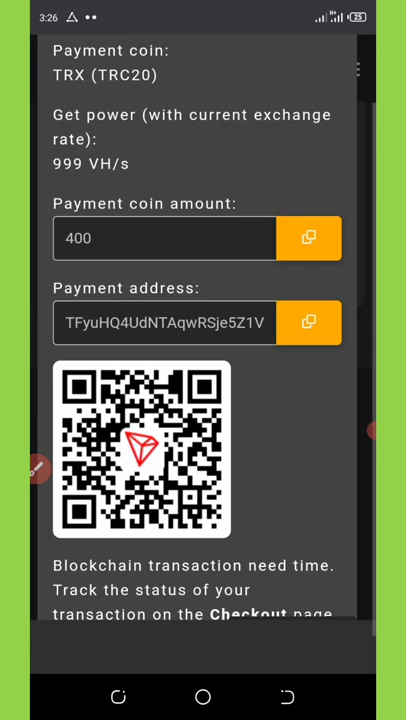 3:26
25
Payment coin:
TRX (TRC20)
Get power (with current exchange
rate):
999 VH/s
Payment coin amount:
400
Payment address:
TFyuHQ4UdNTAqwRSje5Z1V
Blockchain transaction need time.
Track the status of your
transaction on the Checkout page